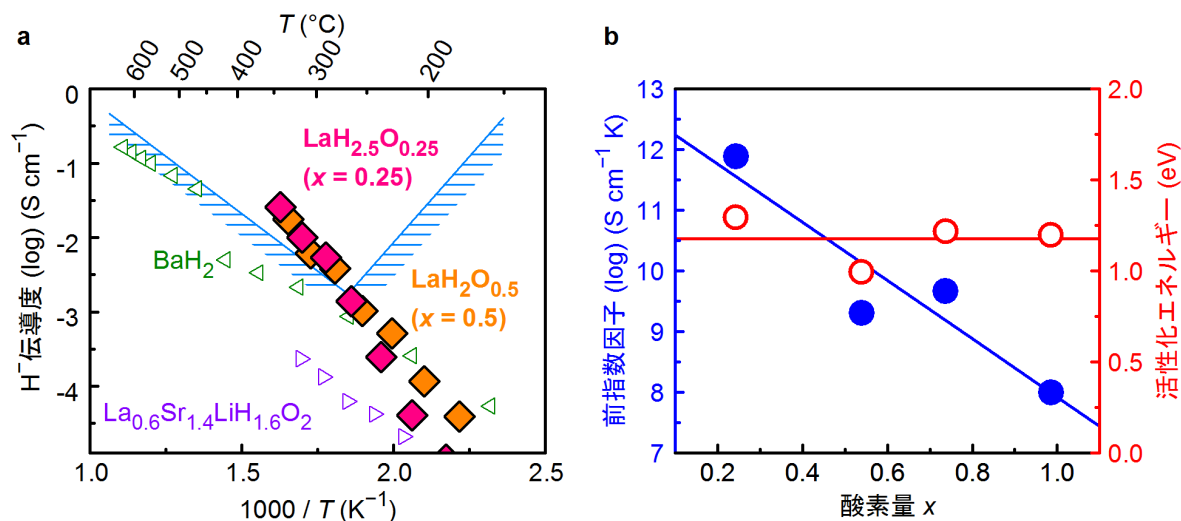 a
T (°C)
600 500 400 300 200
H⁻伝導度 (log) (S cm⁻¹)
0
-1
-2
-3
-4
LaH₂.₅O₀.₂₅
(x = 0.25)
BaH₂
LaH₂O₀.₅
(x = 0.5)
La₀.₆Sr₁.₄LiH₁.₆O₂
1.0 1.5 2.0 2.5
1000 / T (K⁻¹)
b
前指数因子 (log) (S cm⁻¹ K)
13
12
11
10
9
8
7
2.0
1.5
1.0
0.5
0.0
活性化エネルギー (eV)
0.2 0.4 0.6 0.8 1.0
酸素量 x